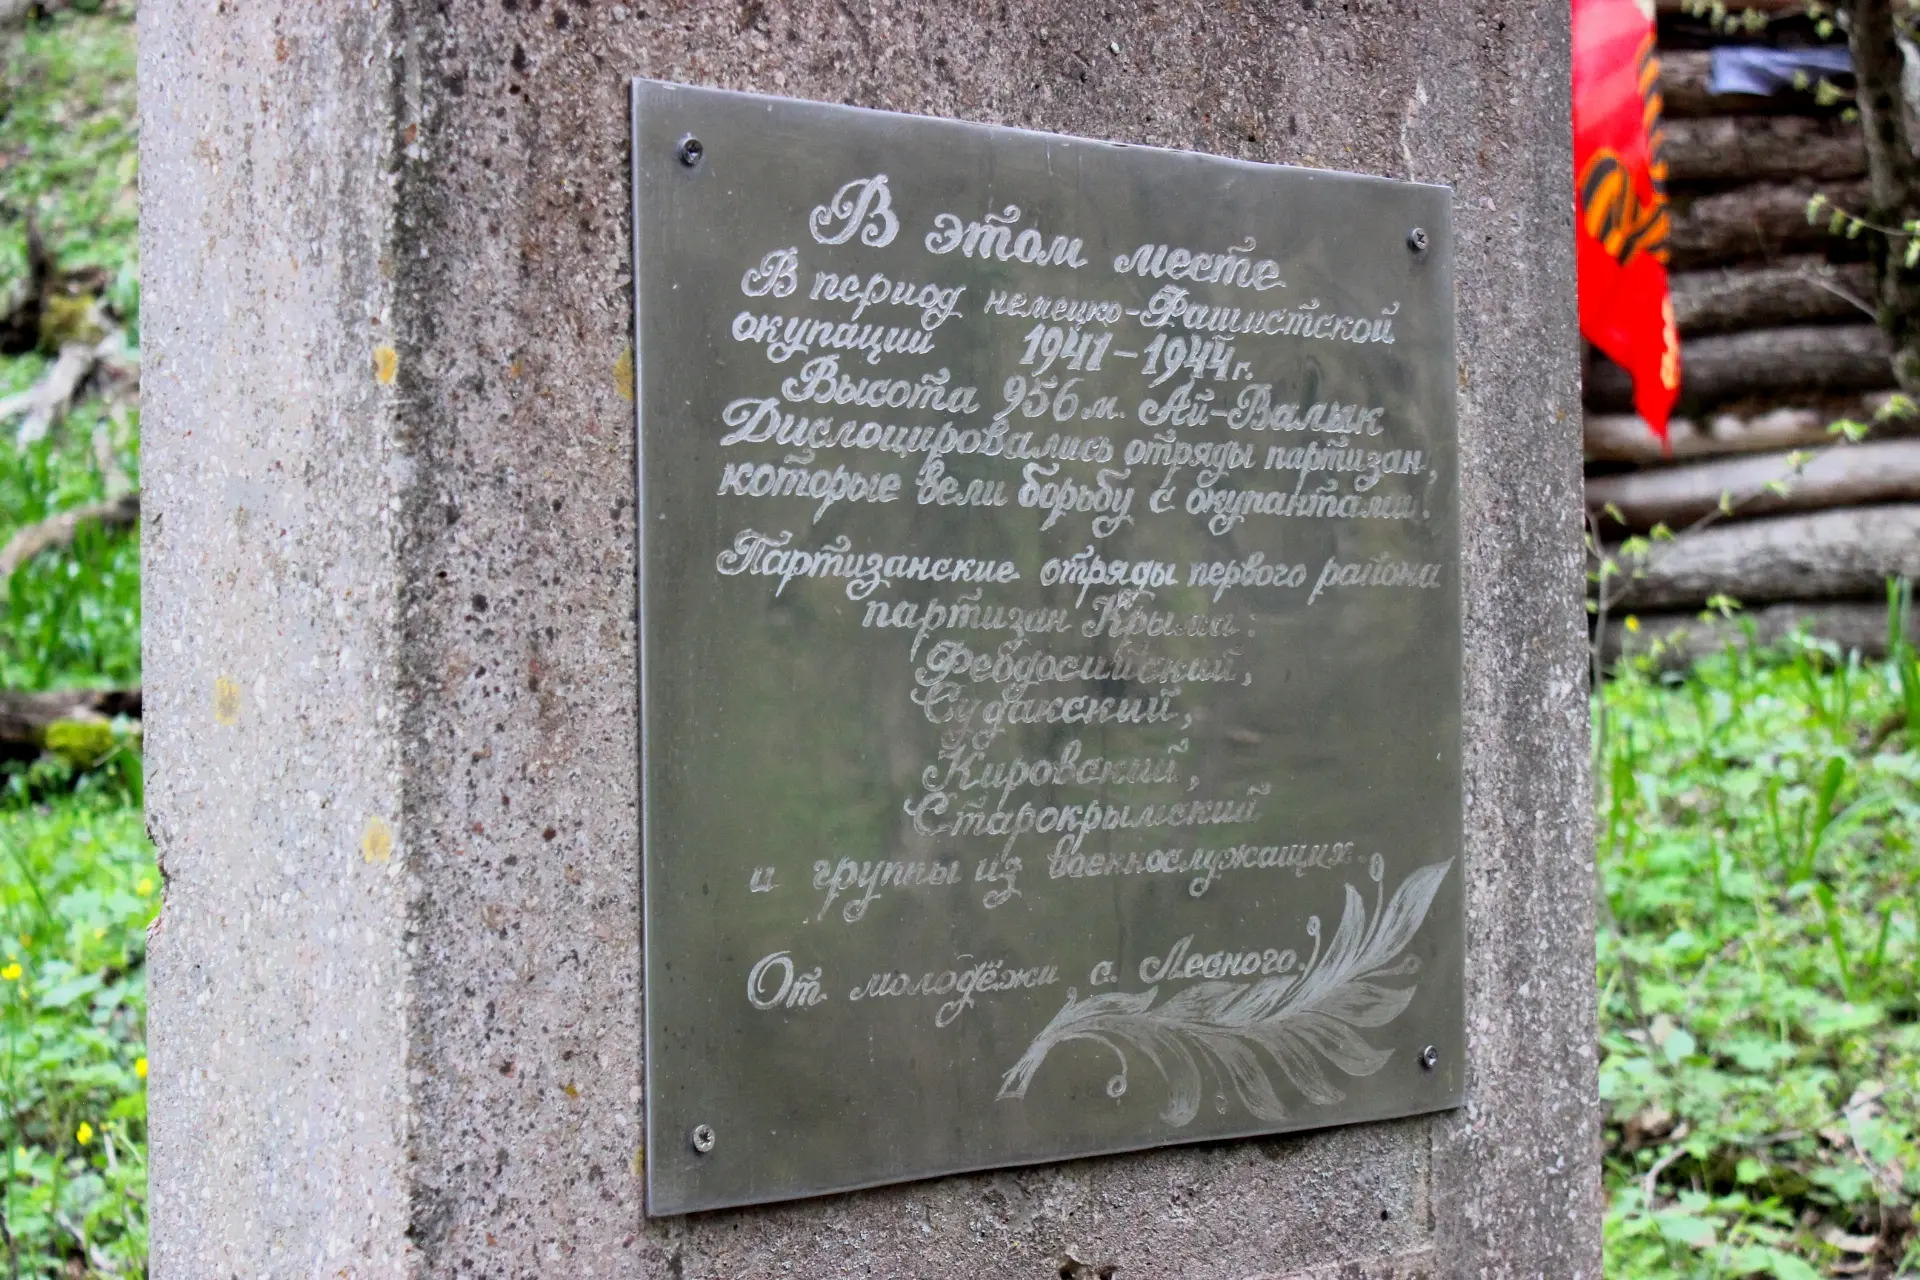 В этом месте
В период немецко-Фашистской
окупации 1941-1944г.
Высота 956м. Ай-Валык
Дислоцировались отряды партизан,
которые вели борьбу с окупантами!
Партизанские отряды первого района
партизан Крыма:
Феодосийский,
Судакский,
Кировский,
Старокрымский
и группы из военнослужащих.
От молодёжи с. Лесного.